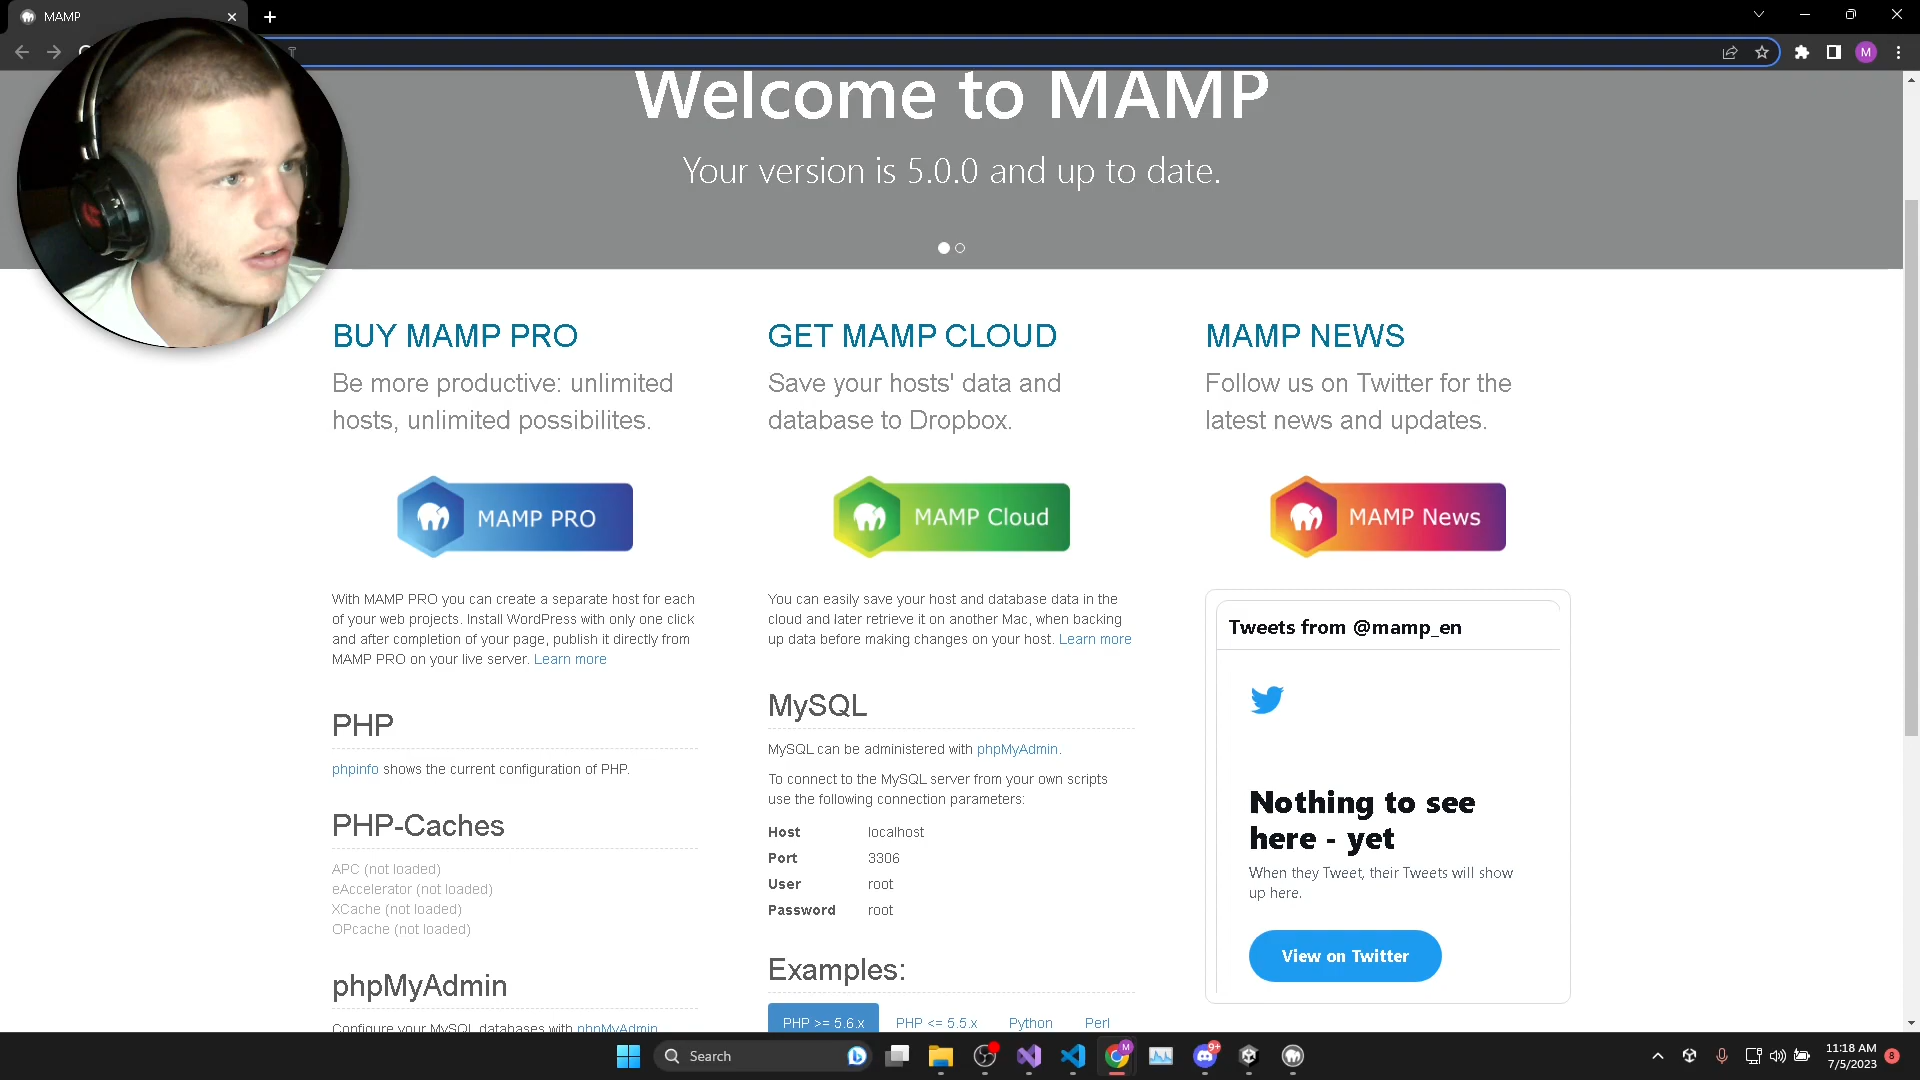 MAMP
M
Welcome to MAMP
Your version is 5.0.0 and up to date.
BUY MAMP PRO
Be more productive: unlimited
hosts, unlimited possibilites.
MAMP PRO
With MAMP PRO you can create a separate host for each
of your web projects. Install WordPress with only one click
and after completion of your page, publish it directly from
MAMP PRO on your live server. Learn more
PHP
phpinfo shows the current configuration of PHP.
PHP-Caches
APC (not loaded)
eAccelerator (not loaded)
XCache (not loaded)
OPcache (not loaded)
phpMyAdmin
Configure your MySQL databases with phpMyAdmin
GET MAMP CLOUD
Save your hosts' data and
database to Dropbox.
MAMP Cloud
You can easily save your host and database data in the
cloud and later retrieve it on another Mac, when backing
up data before making changes on your host. Learn more
MySQL
MySQL can be administered with phpMyAdmin.
To connect to the MySQL server from your own scripts
use the following connection parameters:
Host localhost
Port 3306
User root
Password root
Examples:
PHP >= 5.6.x PHP <= 5.5.x Python Perl
MAMP NEWS
Follow us on Twitter for the
latest news and updates.
MAMP News
Tweets from @mamp_en
Nothing to see
here - yet
When they Tweet, their Tweets will show
up here.
View on Twitter
Search
M
9+
11:18 AM
7/5/2023
8